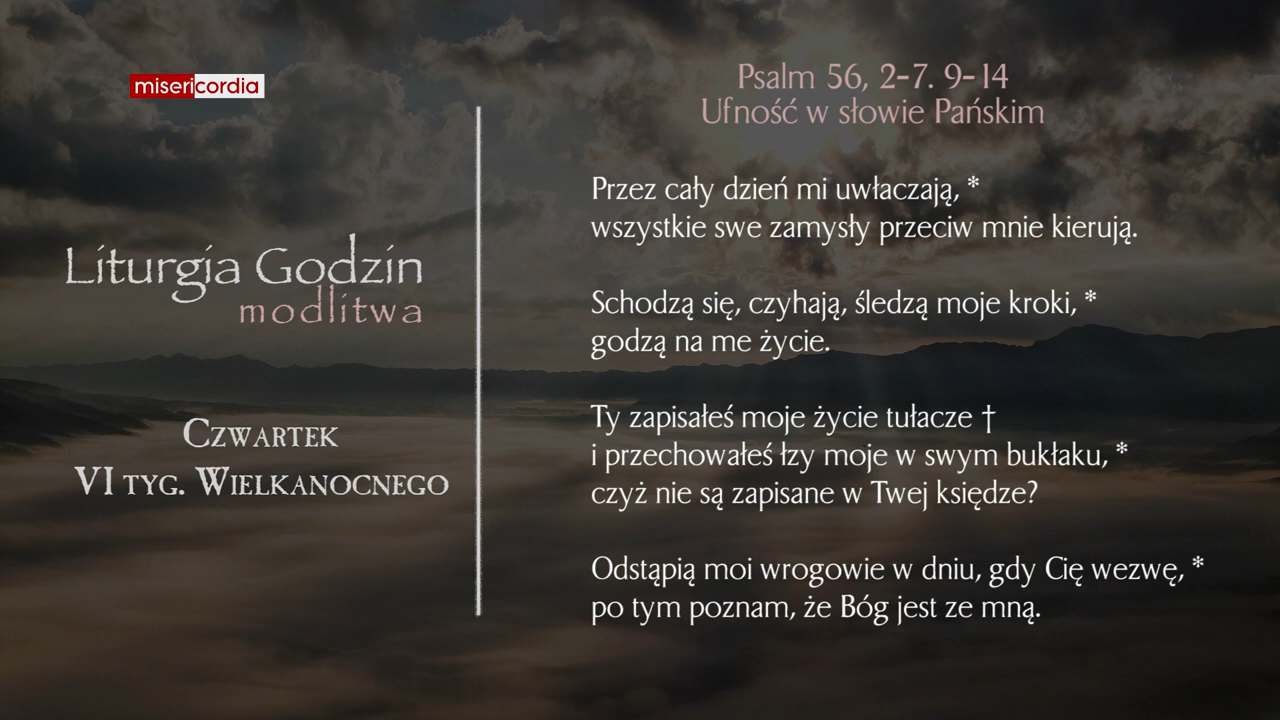 misericordia
Liturgia Godzin
modlitwa
Czwartek
VI tyg. Wielkanocnego
Psalm 56, 2-7. 9-14
Ufność w słowie Pańskim
Przez cały dzień mi uwłaczają, *
wszystkie swe zamysły przeciw mnie kierują.
Schodzą się, czyhają, śledzą moje kroki, *
godzą na me życie.
Ty zapisałeś moje życie tułacze †
i przechowałeś łzy moje w swym bukłaku, *
czyż nie są zapisane w Twej księdze?
Odstąpią moi wrogowie w dniu, gdy Cię wezwę, *
po tym poznam, że Bóg jest ze mną.